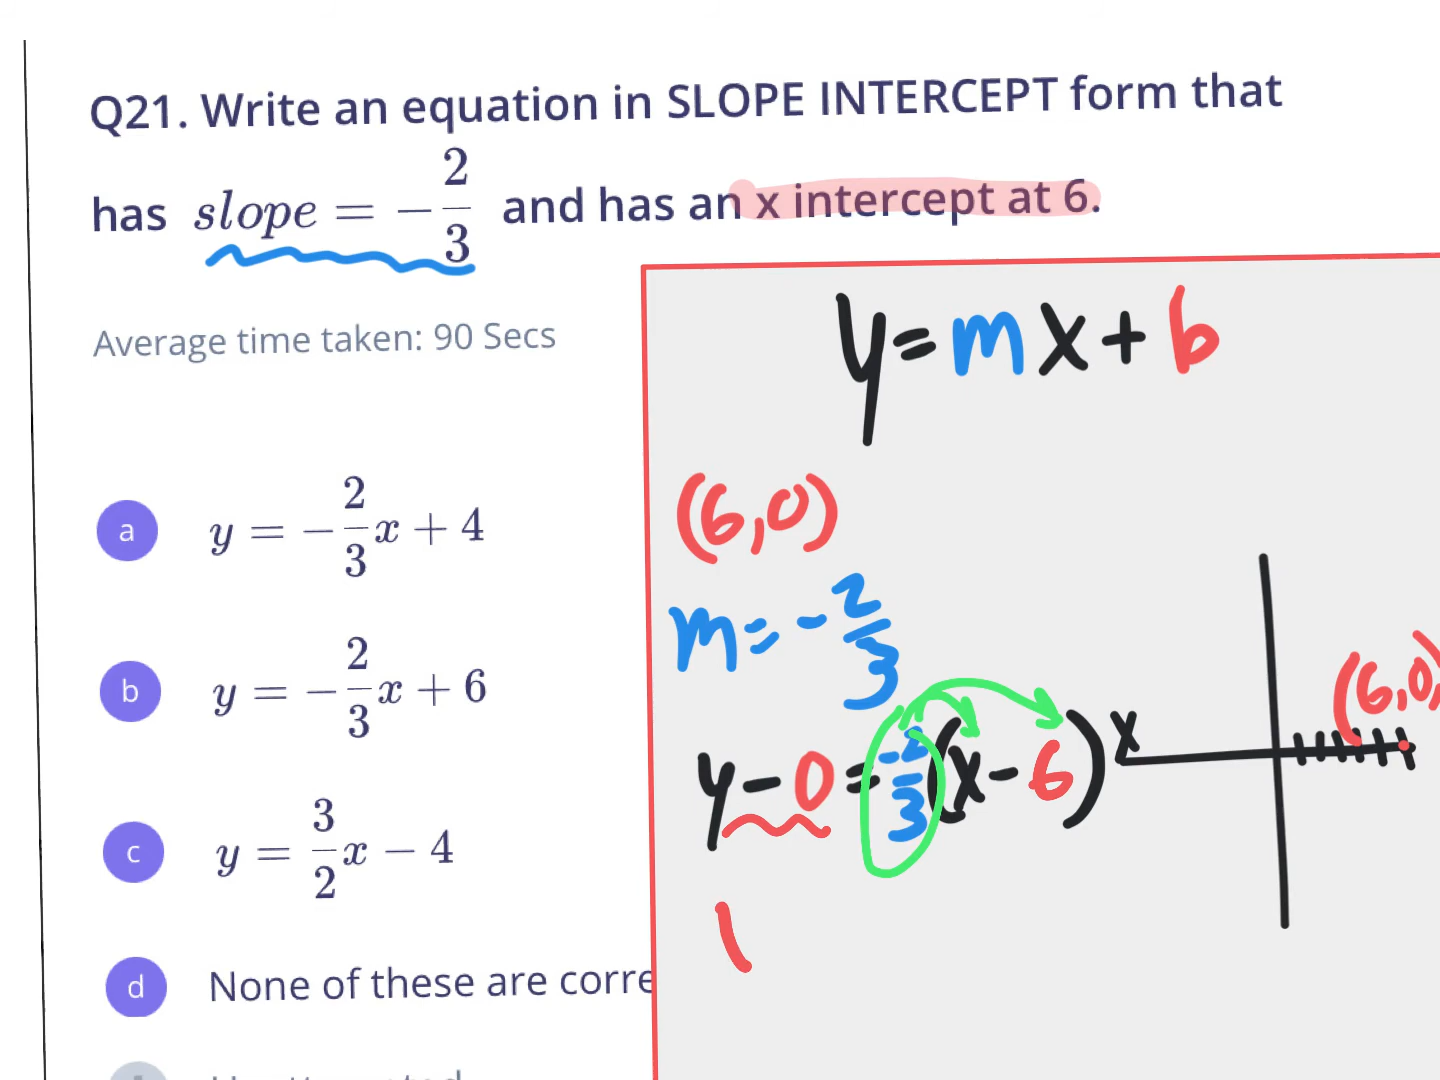 Q21. Write an equation in SLOPE INTERCEPT form that
has slope = -2/3 and has an x intercept at 6.
Average time taken: 90 Secs
a y = -2/3x + 4
b y = -2/3x + 6
c y = 3/2x - 4
d None of these are corre
y=mx+b
(6,0)
m=-2/3
(6,0)
y-0=-2/3(x-6)
x